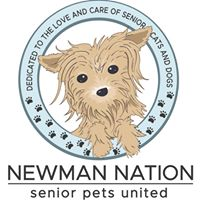 DEDICATED TO THE LOVE AND CARE OF SENIOR CATS AND DOGS
NEWMAN NATION
senior pets united